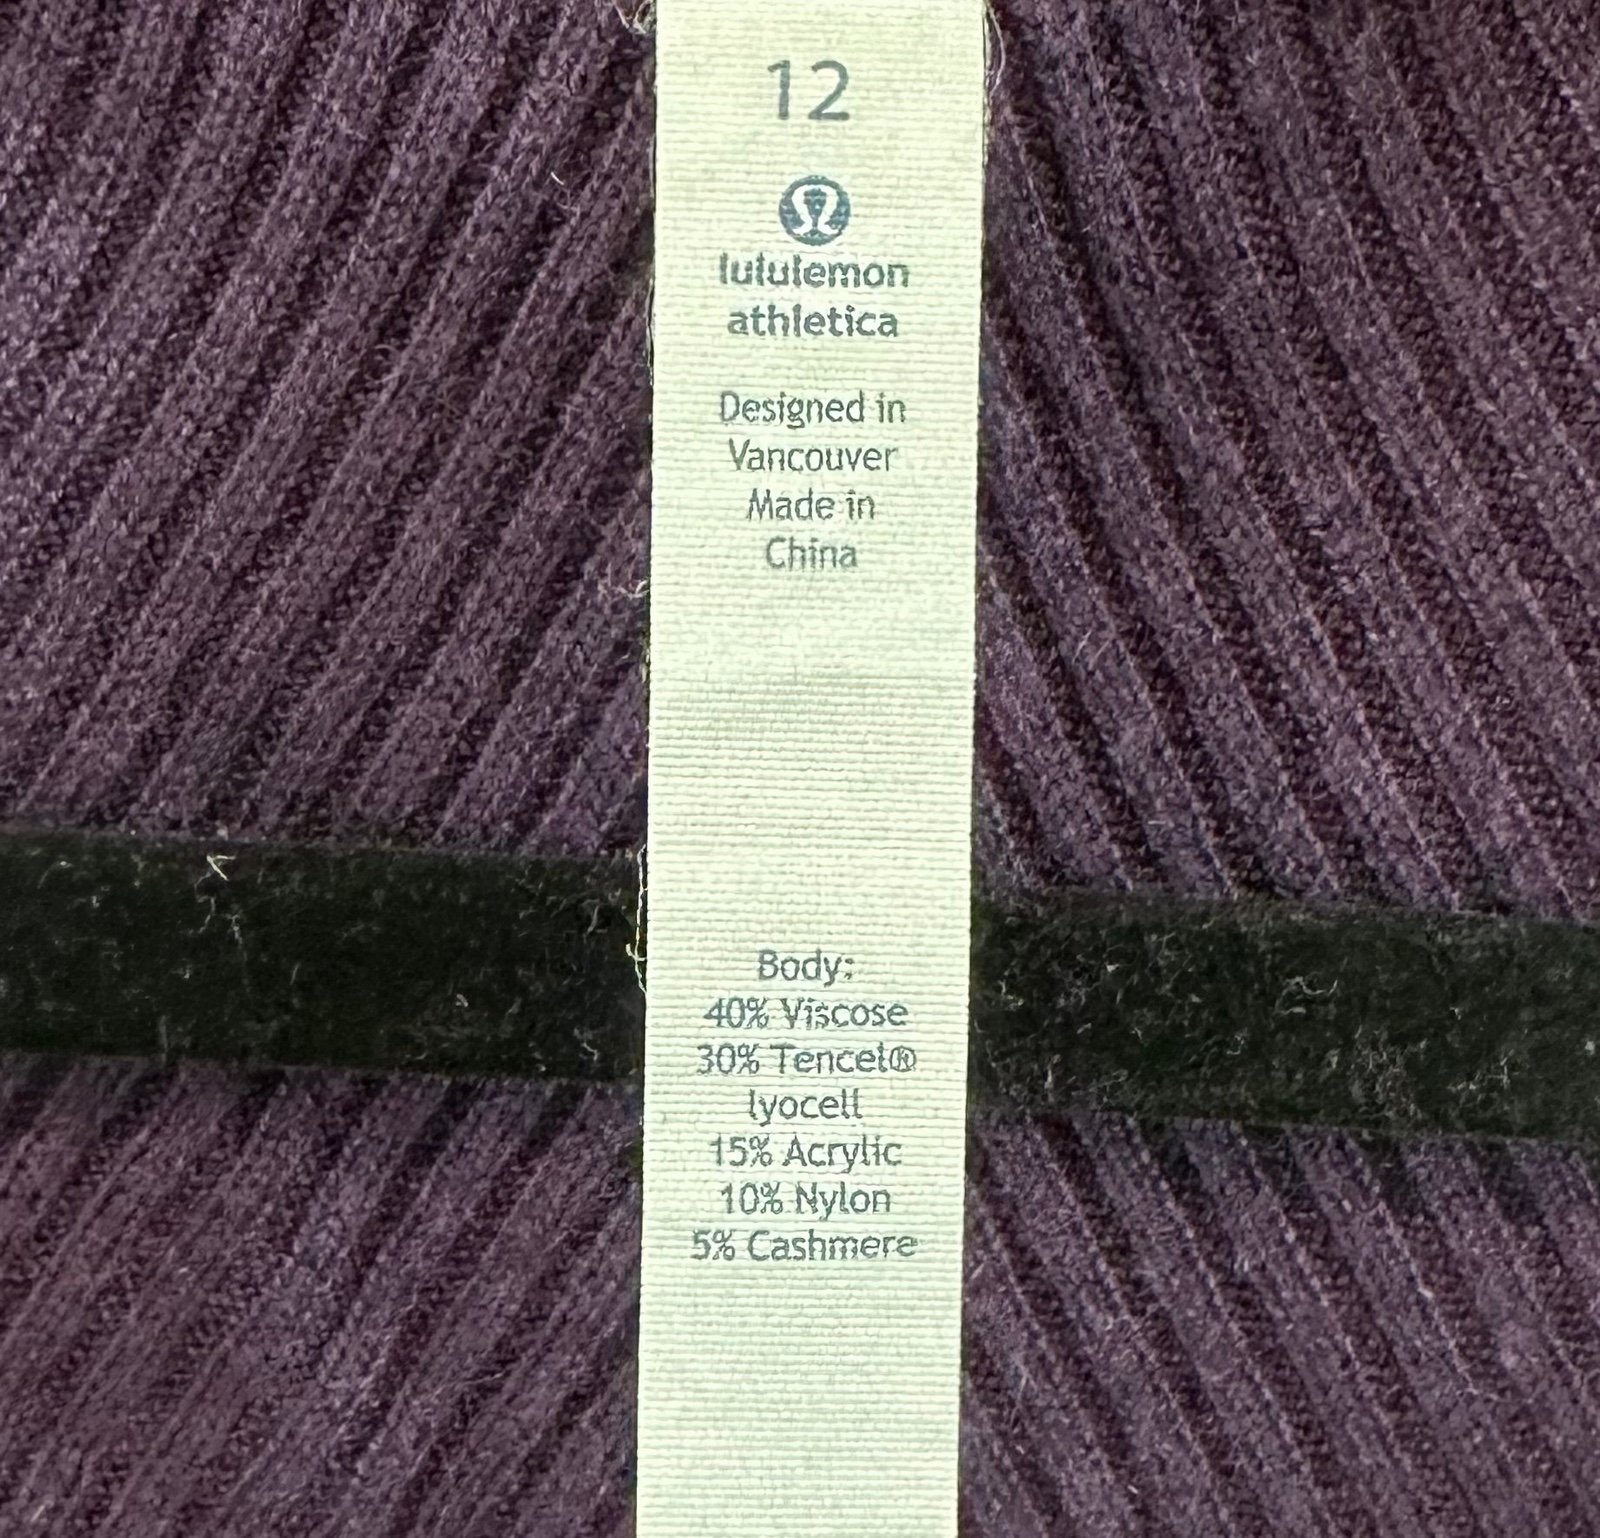 12
lululemon
athletica
Designed in
Vancouver
Made in
China
Body:
40% Viscose
30% Tencel®
lyocell
15% Acrylic
10% Nylon
5% Cashmere